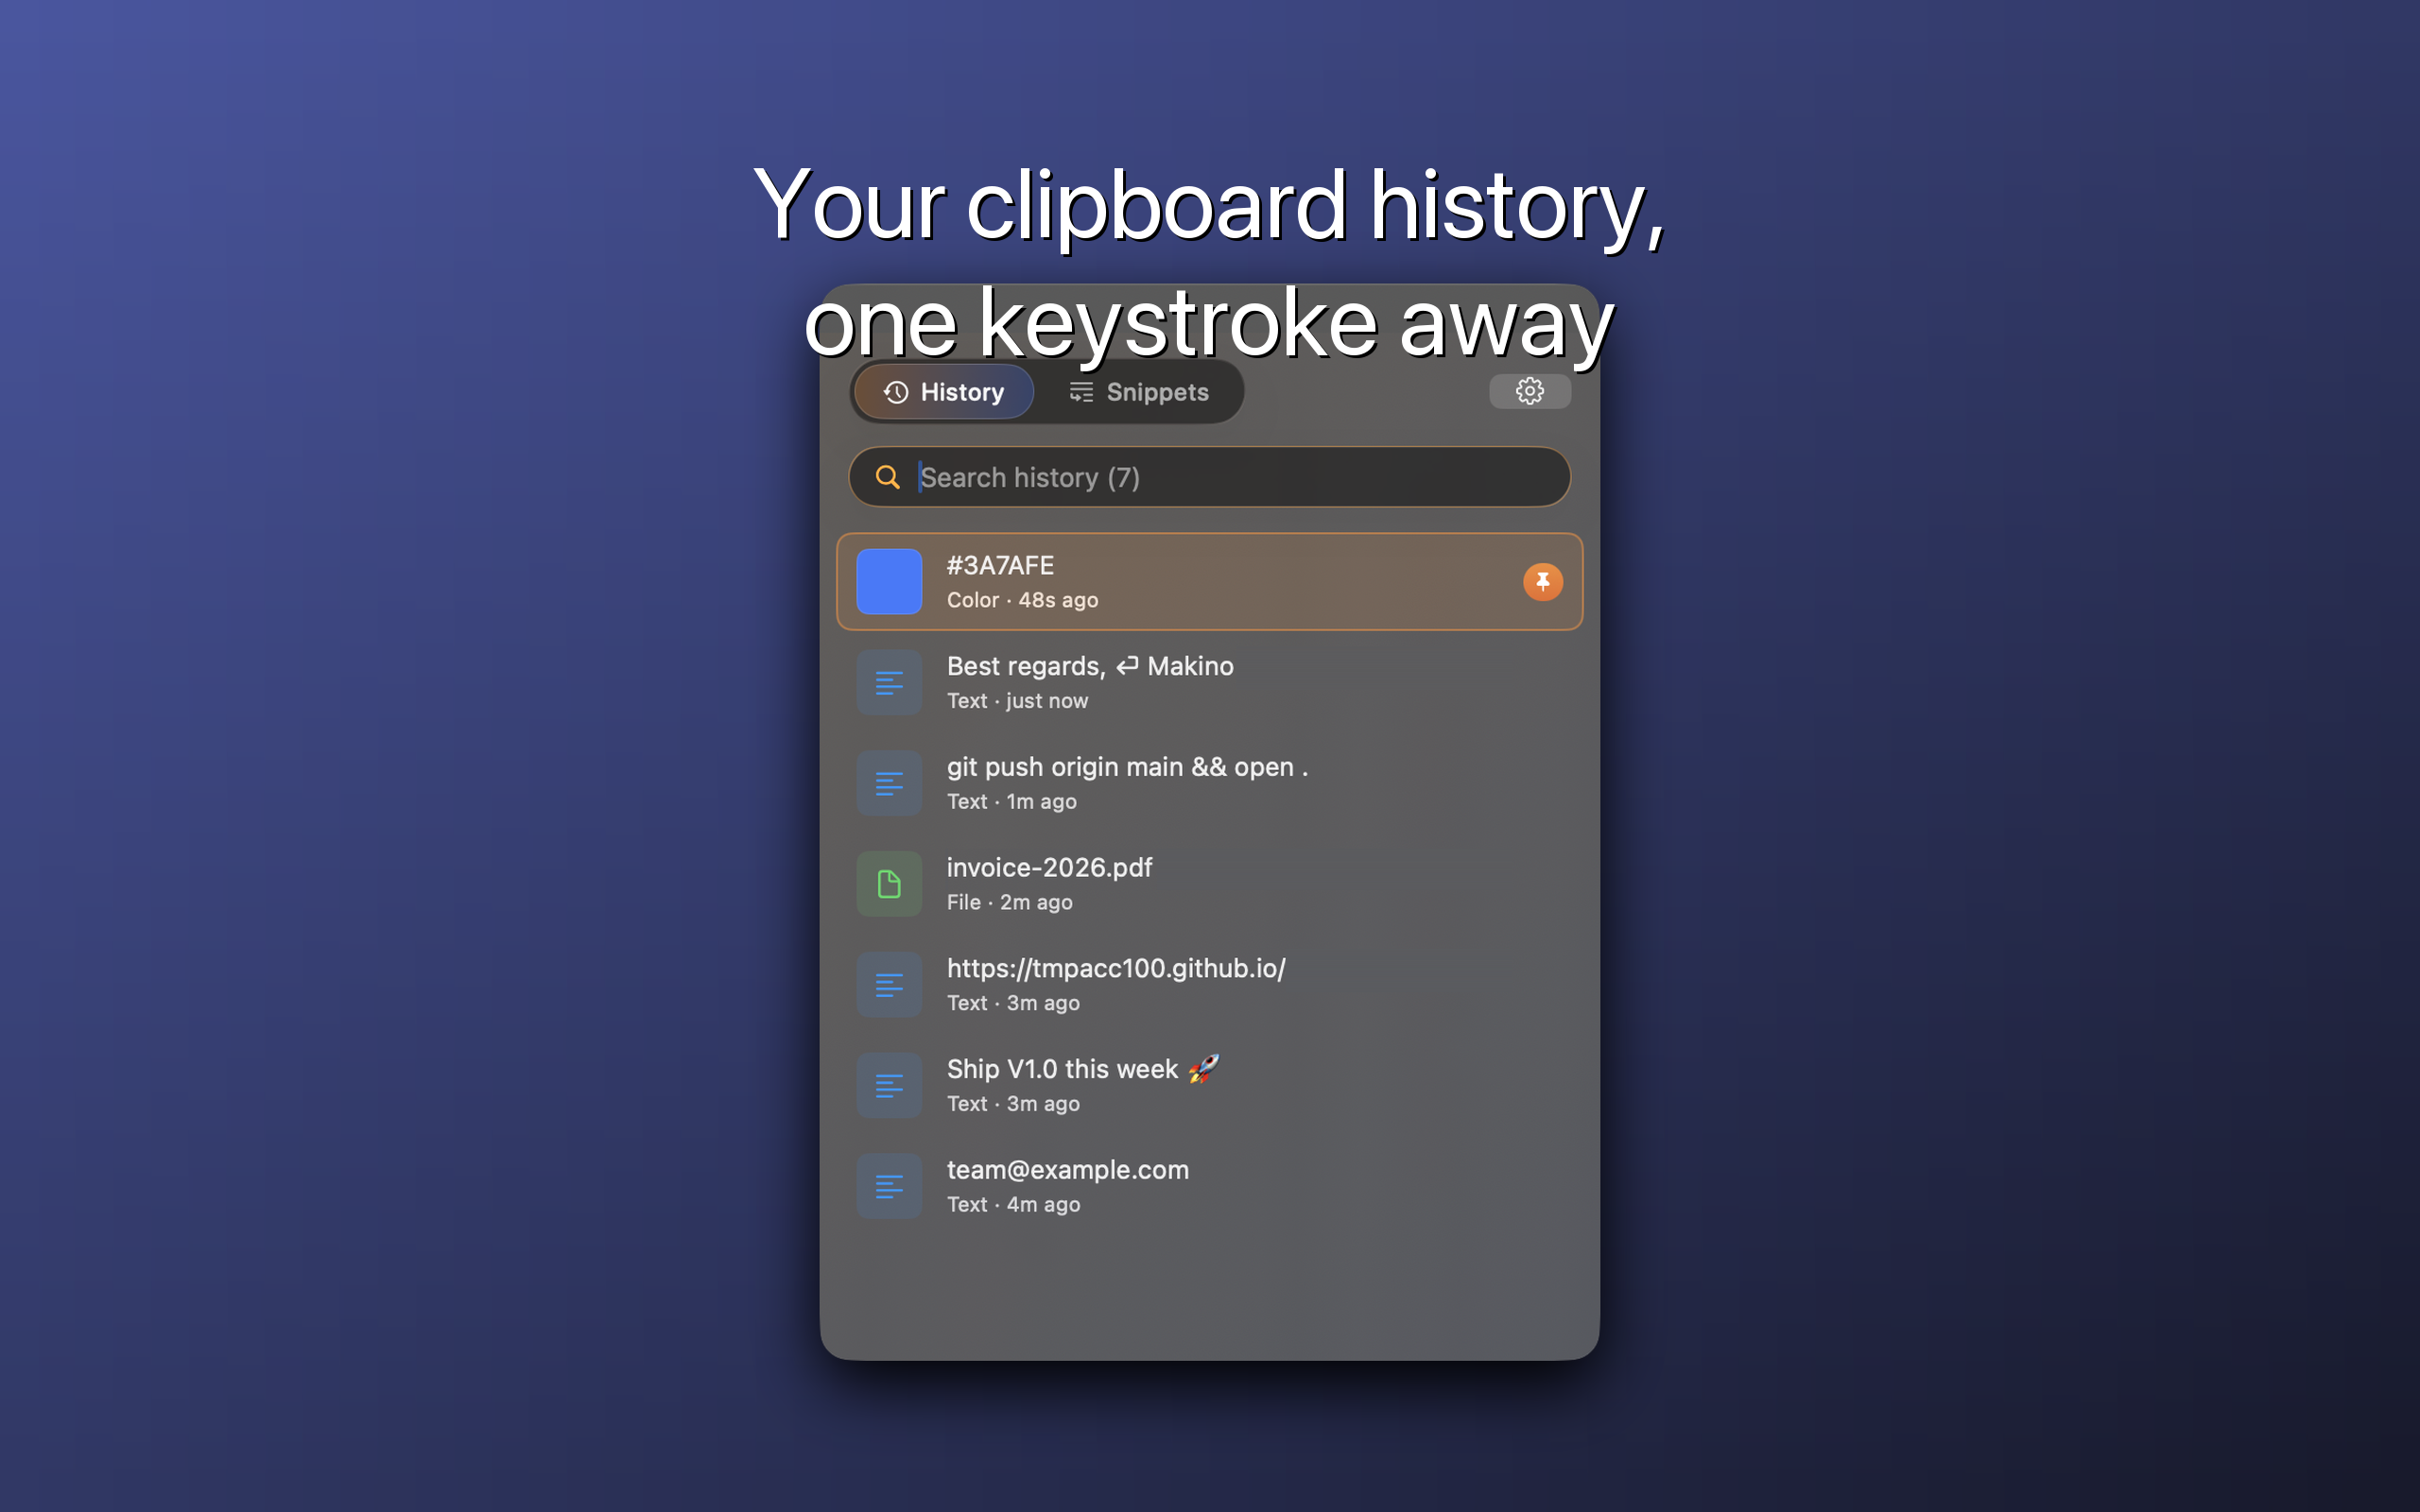 Your clipboard history,
one keystroke away
History
Snippets
Search history (7)
#3A7AFE
Color · 48s ago
Best regards, ↩ Makino
Text · just now
git push origin main && open .
Text · 1m ago
invoice-2026.pdf
File · 2m ago
https://tmpacc100.github.io/
Text · 3m ago
Ship V1.0 this week 🚀
Text · 3m ago
team@example.com
Text · 4m ago